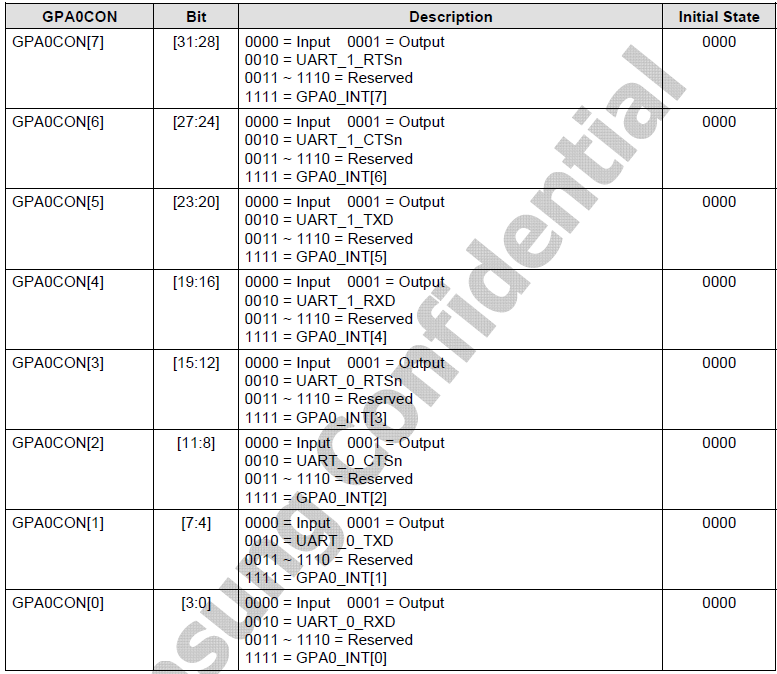 GPA0CON Bit Description Initial State
GPA0CON[7] [31:28] 0000 = Input 0001 = Output 0000
0010 = UART_1_RTSn
0011 ~ 1110 = Reserved
1111 = GPA0_INT[7]
GPA0CON[6] [27:24] 0000 = Input 0001 = Output 0000
0010 = UART_1_CTSn
0011 ~ 1110 = Reserved
1111 = GPA0_INT[6]
GPA0CON[5] [23:20] 0000 = Input 0001 = Output 0000
0010 = UART_1_TXD
0011 ~ 1110 = Reserved
1111 = GPA0_INT[5]
GPA0CON[4] [19:16] 0000 = Input 0001 = Output 0000
0010 = UART_1_RXD
0011 ~ 1110 = Reserved
1111 = GPA0_INT[4]
GPA0CON[3] [15:12] 0000 = Input 0001 = Output 0000
0010 = UART_0_RTSn
0011 ~ 1110 = Reserved
1111 = GPA0_INT[3]
GPA0CON[2] [11:8] 0000 = Input 0001 = Output 0000
0010 = UART_0_CTSn
0011 ~ 1110 = Reserved
1111 = GPA0_INT[2]
GPA0CON[1] [7:4] 0000 = Input 0001 = Output 0000
0010 = UART_0_TXD
0011 ~ 1110 = Reserved
1111 = GPA0_INT[1]
GPA0CON[0] [3:0] 0000 = Input 0001 = Output 0000
0010 = UART_0_RXD
0011 ~ 1110 = Reserved
1111 = GPA0_INT[0]
sung Confidential